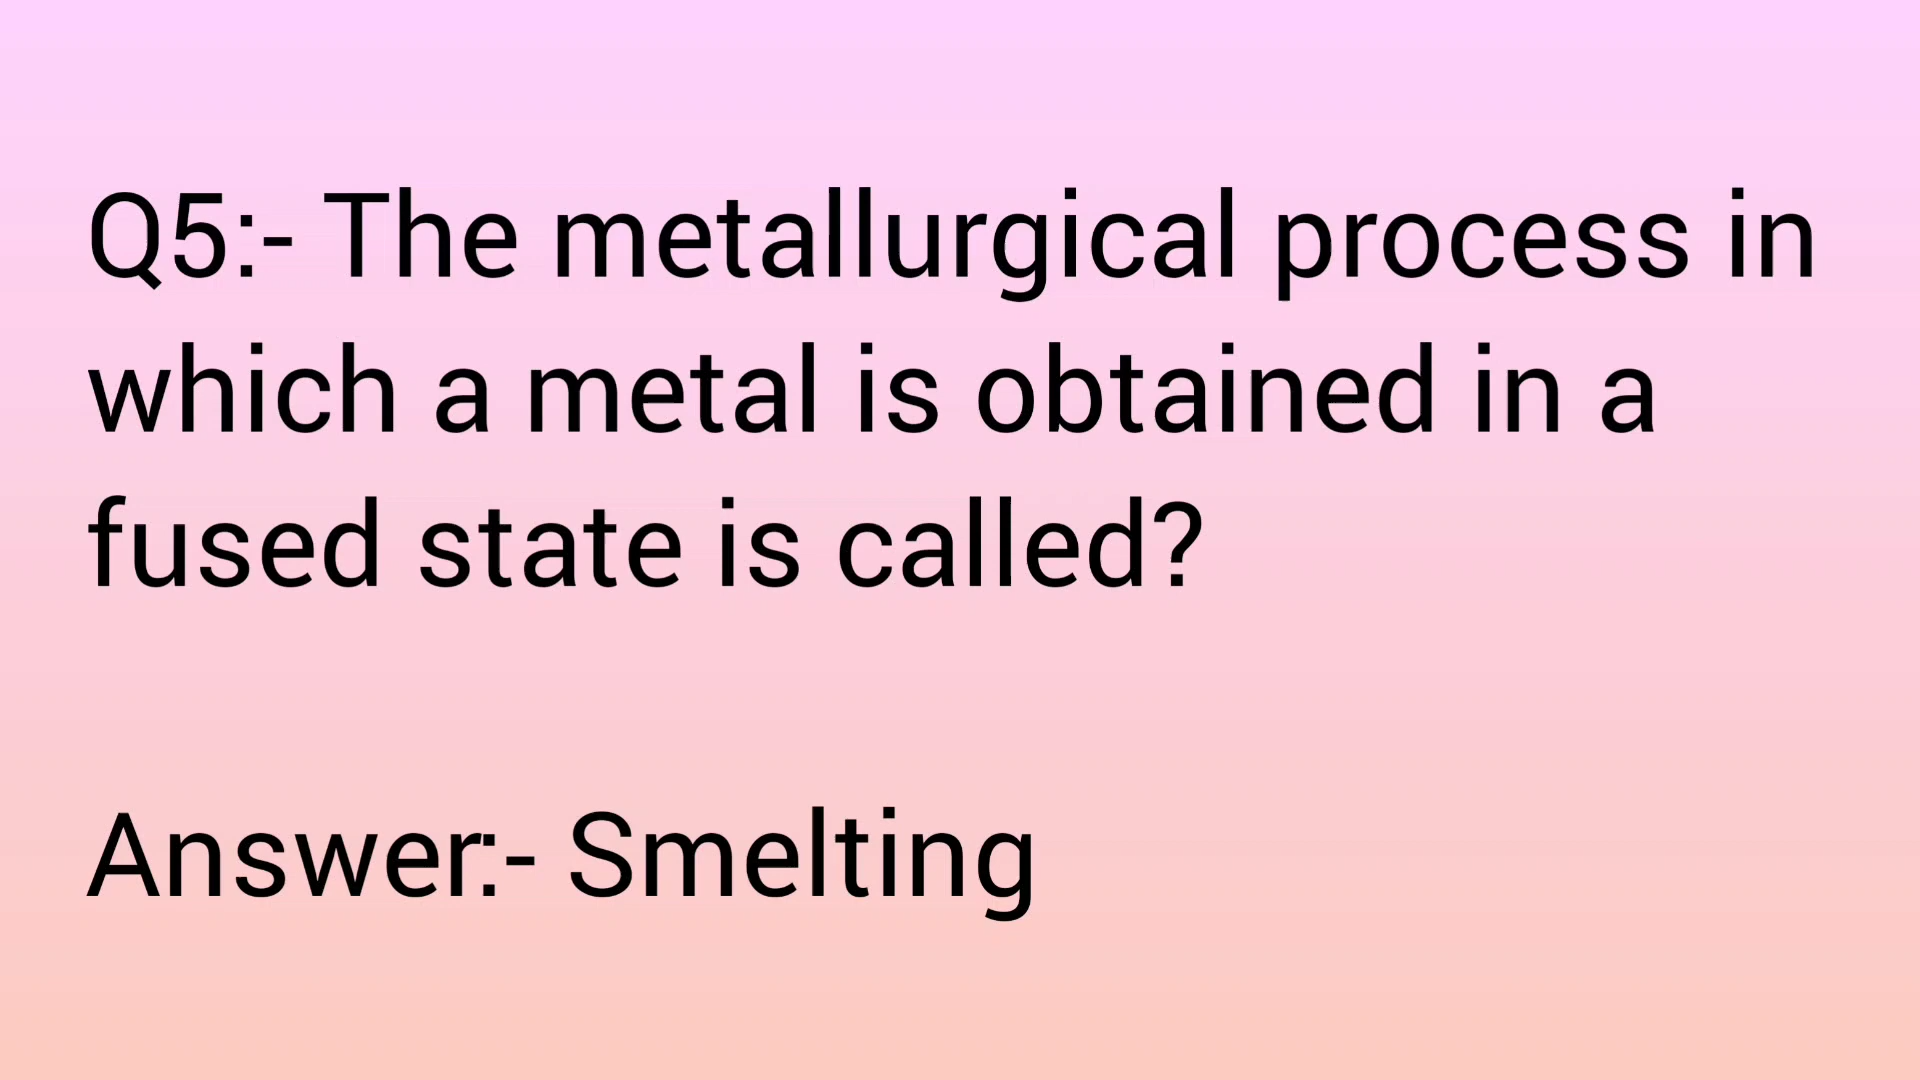 Q5:- The metallurgical process in
which a metal is obtained in a
fused state is called?
Answer:- Smelting